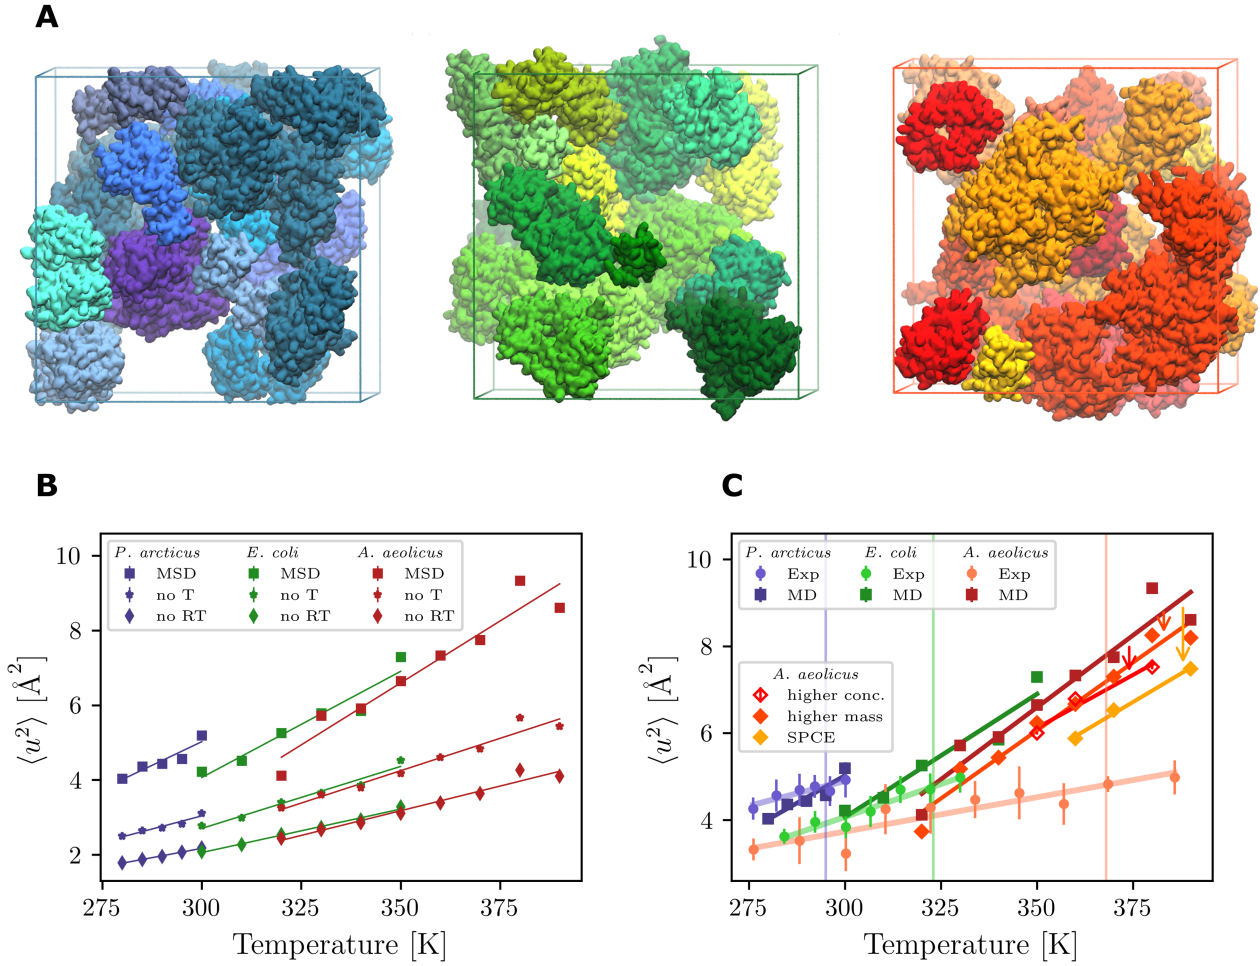 A
B
C
P. arcticus E. coli A. aeolicus
MSD MSD MSD
no T no T no T
no RT no RT no RT
10
8
6
4
2
⟨u²⟩ [Å²]
275 300 325 350 375
Temperature [K]
P. arcticus E. coli A. aeolicus
Exp Exp Exp
MD MD MD
A. aeolicus
higher conc.
higher mass
SPCE
10
8
6
4
⟨u²⟩ [Å²]
275 300 325 350 375
Temperature [K]